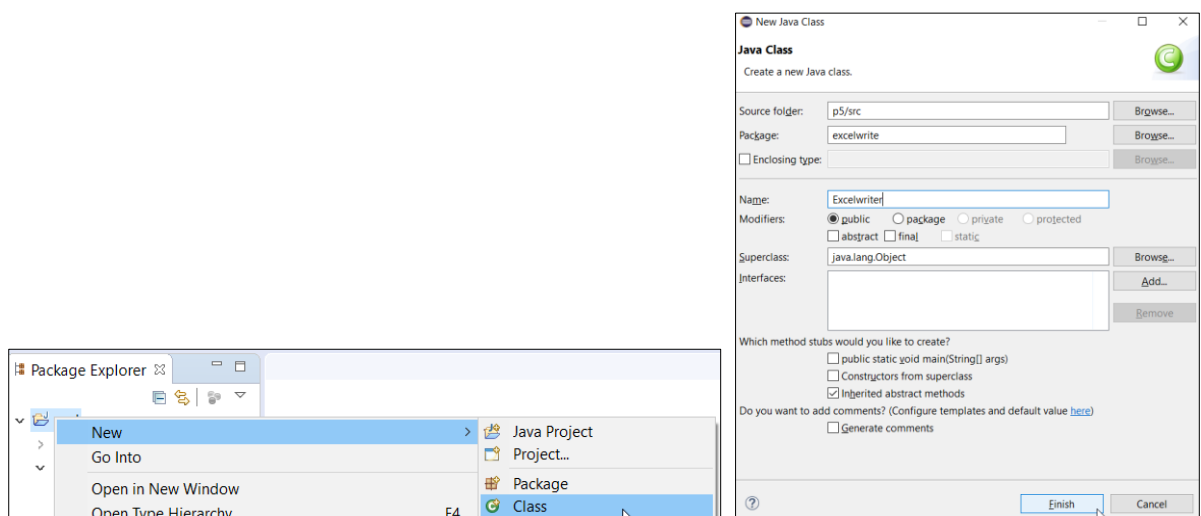 Package Explorer
New
Java Project
Go Into
Project...
Open in New Window
Package
Open Type Hierarchy F4
Class
New Java Class
Java Class
Create a new Java class.
Source folder: p5/src Browse...
Package: excelwrite Browse...
Enclosing type: Browse...
Name: Excelwriter
Modifiers: public package private protected
abstract final static
Superclass: java.lang.Object Browse...
Interfaces: Add...
Remove
Which method stubs would you like to create?
public static void main(String[] args)
Constructors from superclass
Inherited abstract methods
Do you want to add comments? (Configure templates and default value here)
Generate comments
Finish Cancel